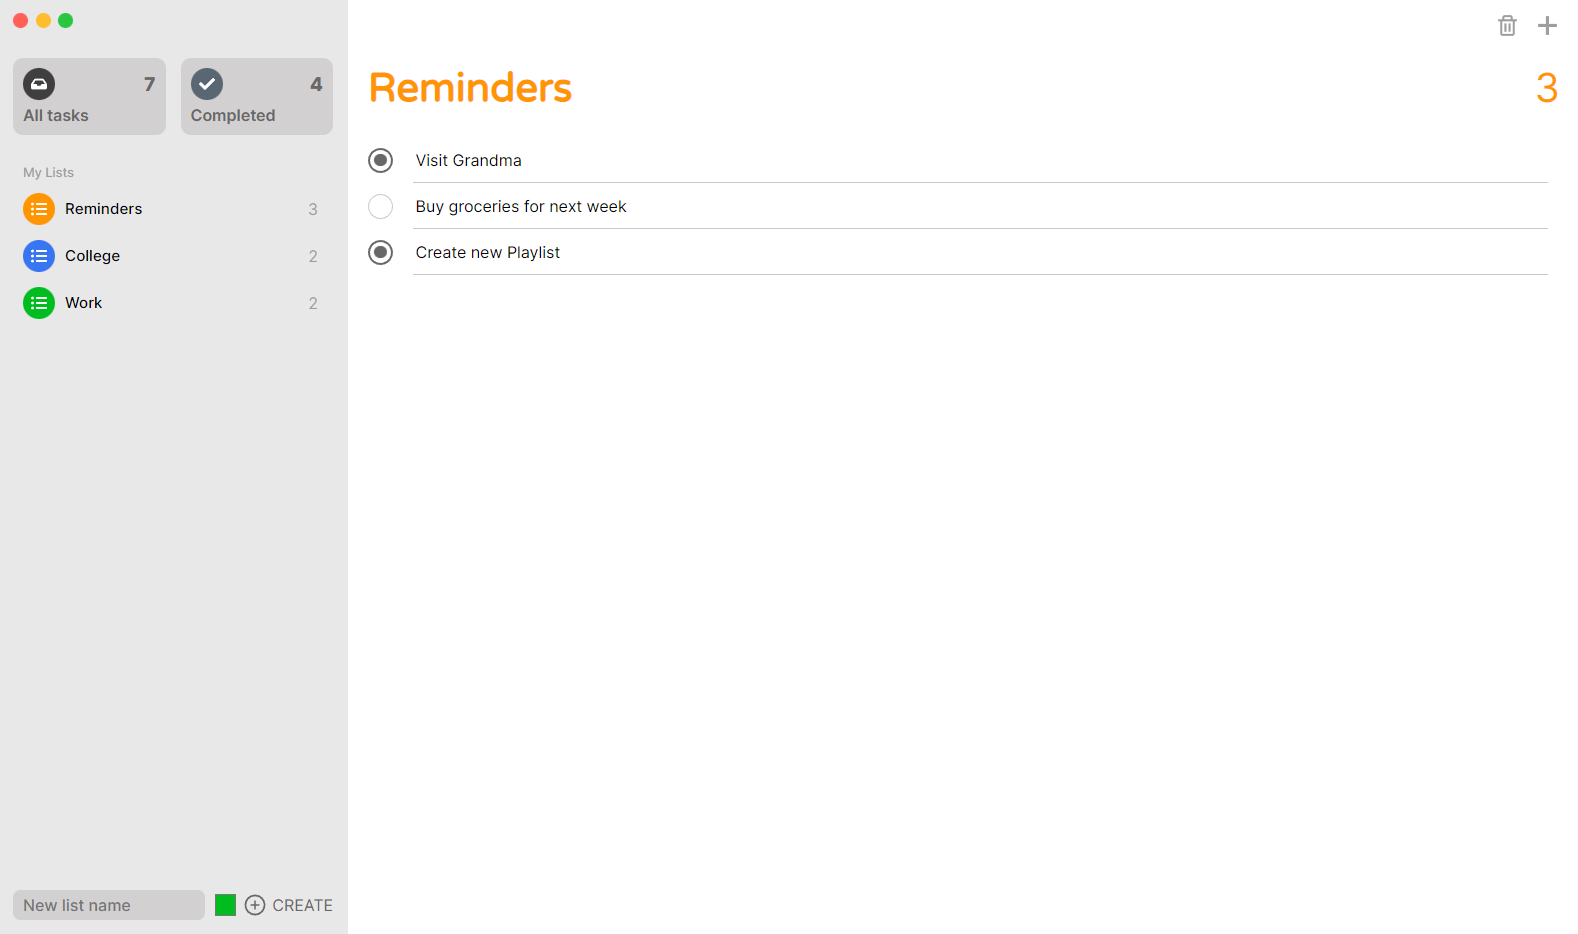 7
All tasks
4
Completed
My Lists
Reminders 3
College 2
Work 2
New list name
CREATE
Reminders 3
Visit Grandma
Buy groceries for next week
Create new Playlist